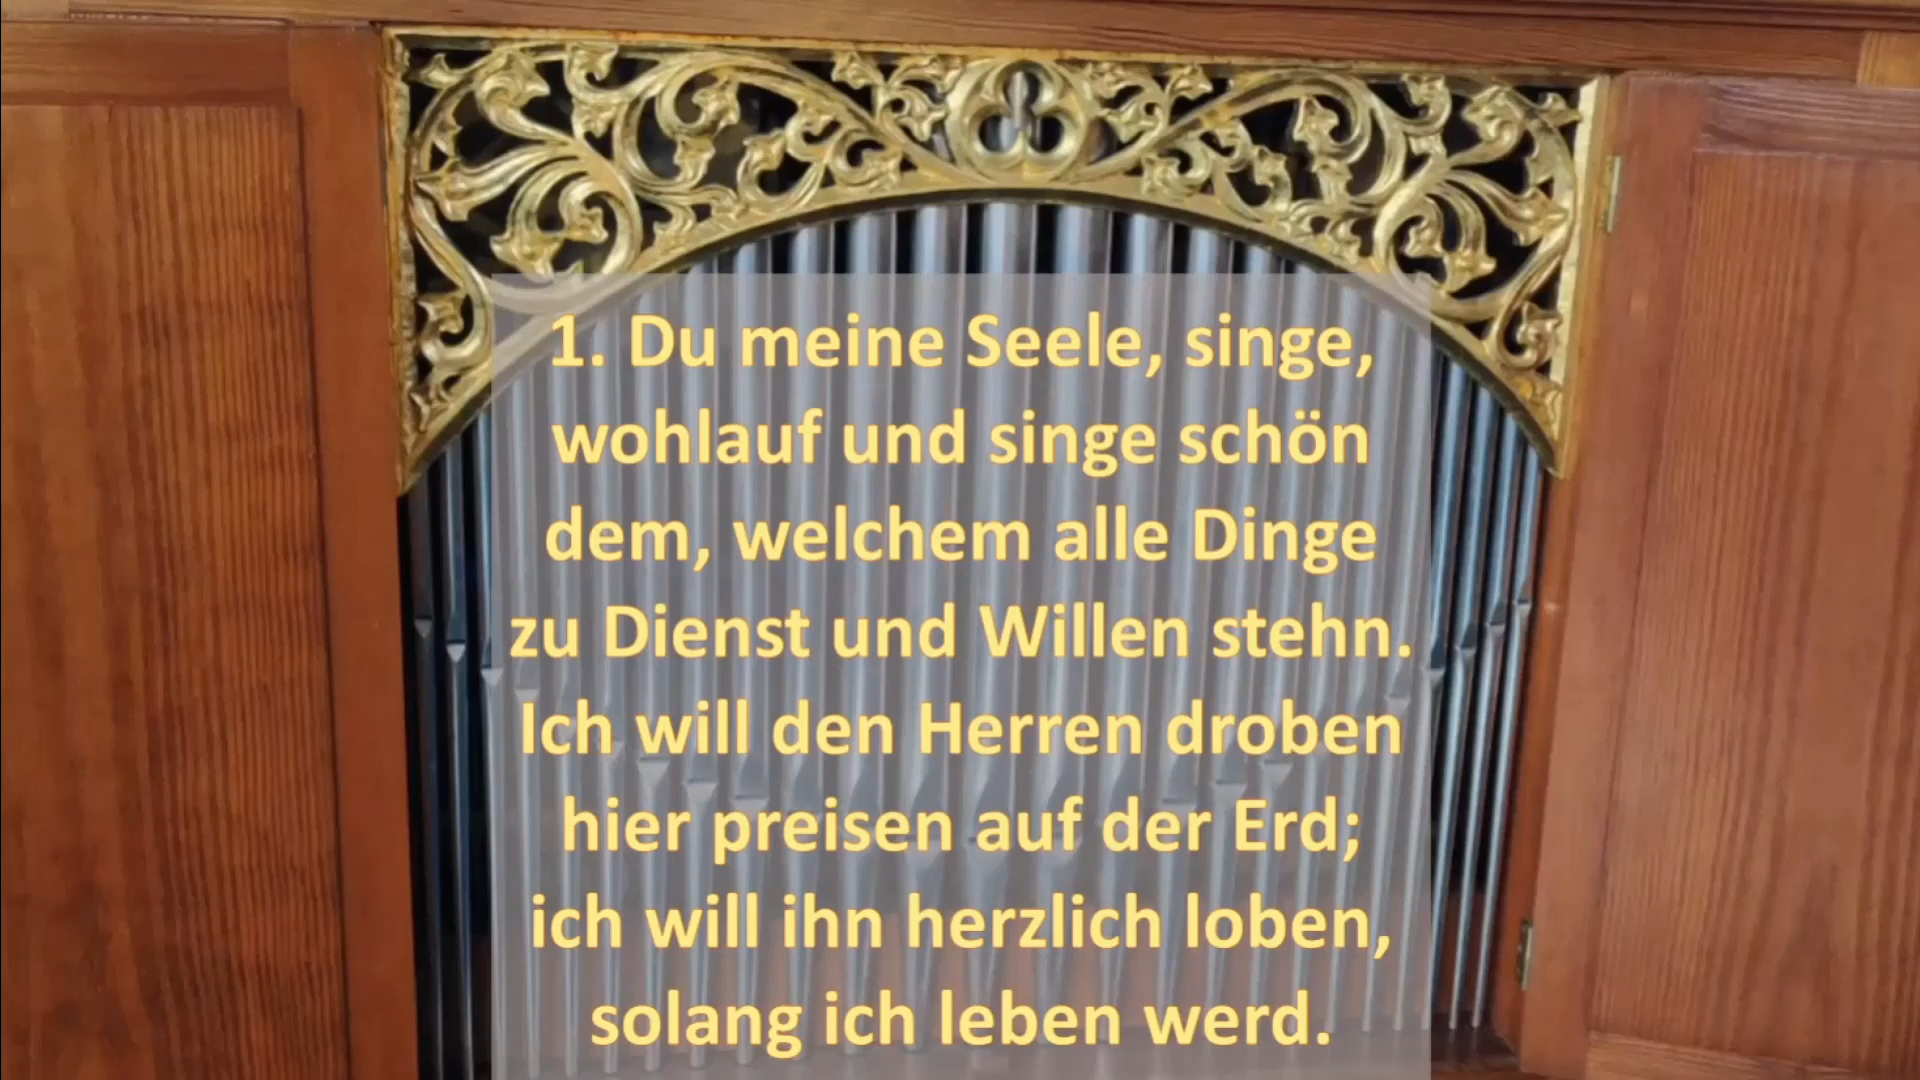 1. Du meine Seele, singe,
wohlauf und singe schön
dem, welchem alle Dinge
zu Dienst und Willen stehn.
Ich will den Herren droben
hier preisen auf der Erd;
ich will ihn herzlich loben,
solang ich leben werd.